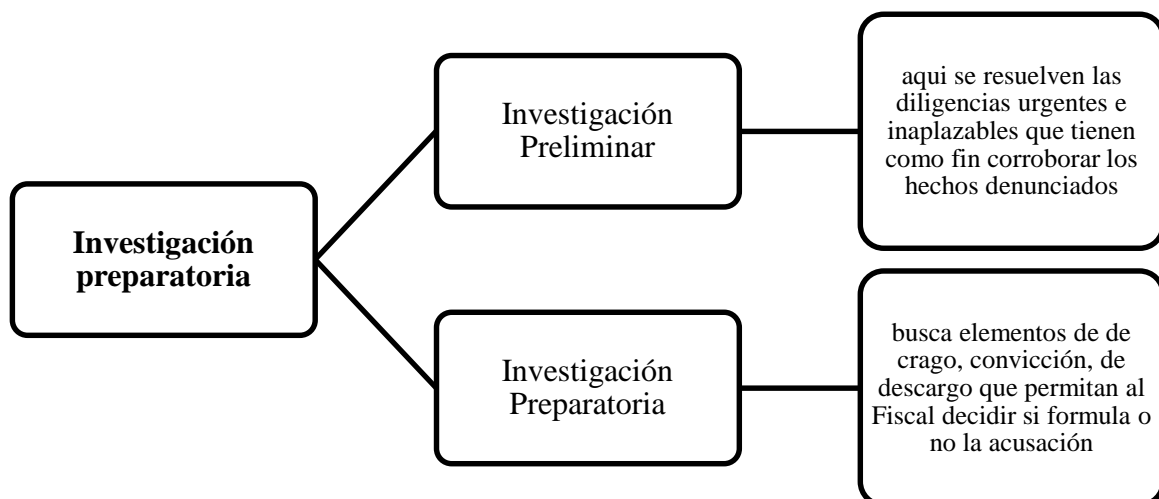 Investigación
preparatoria
Investigación
Preliminar
aqui se resuelven las
diligencias urgentes e
inaplazables que tienen
como fin corroborar los
hechos denunciados
Investigación
Preparatoria
busca elementos de de
crago, convicción, de
descargo que permitan al
Fiscal decidir si formula o
no la acusación